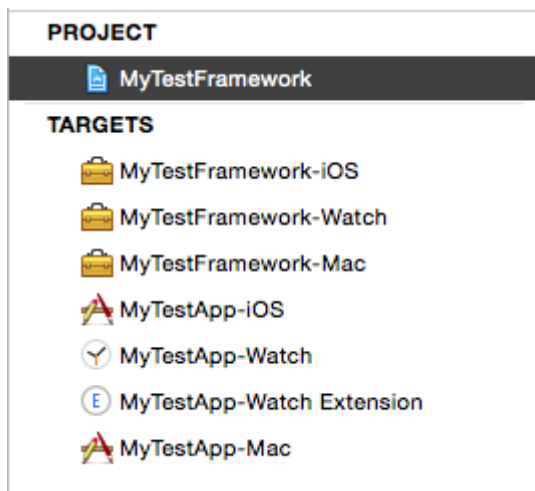 PROJECT
MyTestFramework
TARGETS
MyTestFramework-iOS
MyTestFramework-Watch
MyTestFramework-Mac
MyTestApp-iOS
MyTestApp-Watch
E MyTestApp-Watch Extension
MyTestApp-Mac